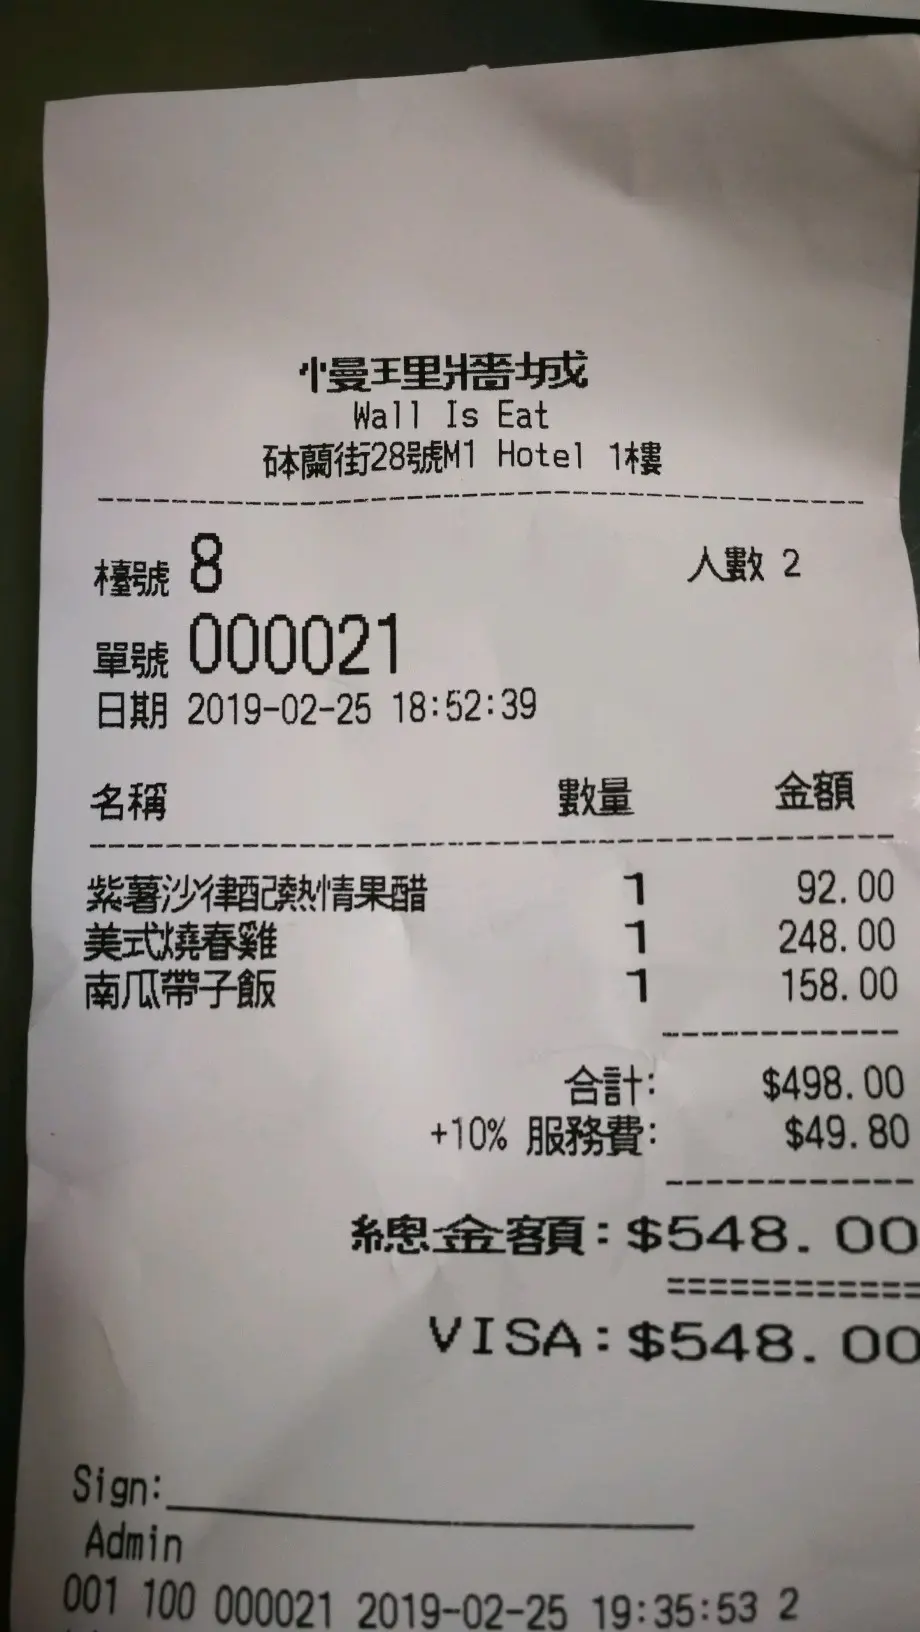 慢理牆城
Wall Is Eat
砵蘭街28號M1 Hotel 1樓
檯號 8 人數 2
單號 000021
日期 2019-02-25 18:52:39
名稱 數量 金額
紫薯沙律配熱情果醋 1 92.00
美式燒春雞 1 248.00
南瓜帶子飯 1 158.00
合計: $498.00
+10% 服務費: $49.80
總金額:$548.00
VISA:$548.00
Sign:
Admin
001 100 000021 2019-02-25 19:35:53 2